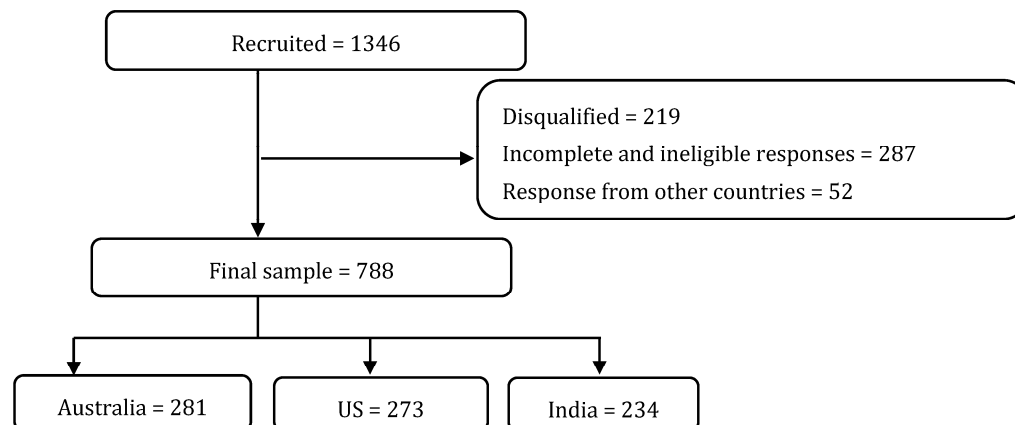 Recruited = 1346
Disqualified = 219
Incomplete and ineligible responses = 287
Response from other countries = 52
Final sample = 788
Australia = 281
US = 273
India = 234